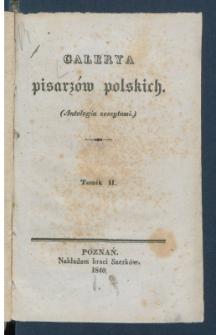 GALERYA
pisarzów polskich.
(Antologia zeszytami.)
Tomik II.
POZNAŃ.
Nakładem braci Szerków.
1840.